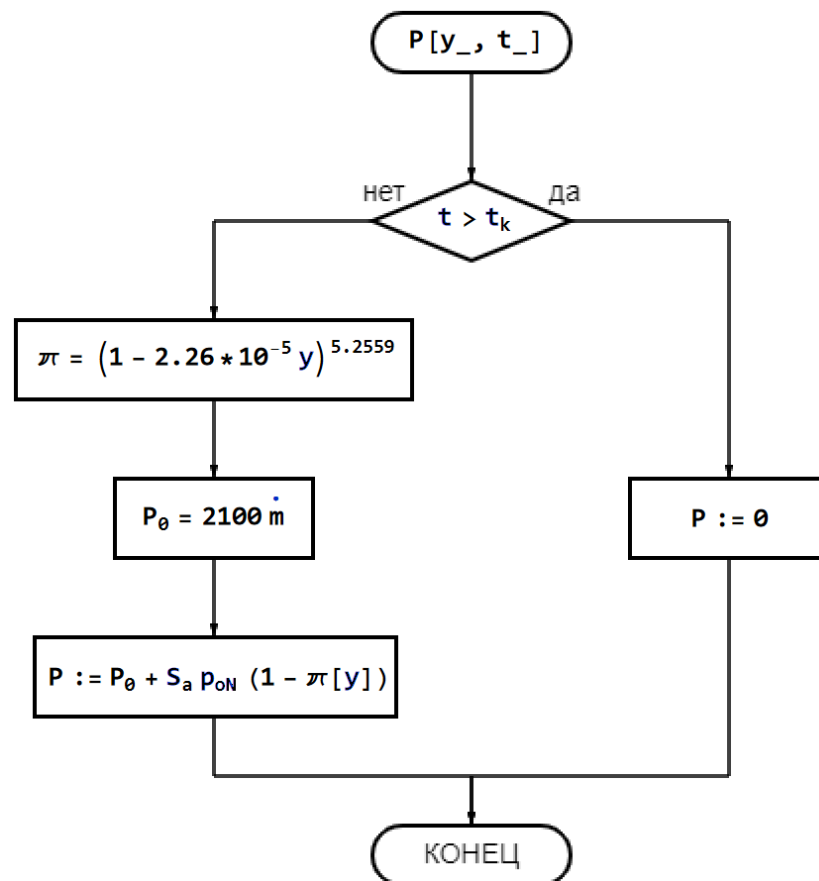 P[y_, t_]
нет
да
t > tₖ
π = (1 − 2.26 * 10⁻⁵ y)⁵·²⁵⁵⁹
P₀ = 2100 ṁ
P := 0
P := P₀ + Sₐ pₒN (1 − π[y])
КОНЕЦ